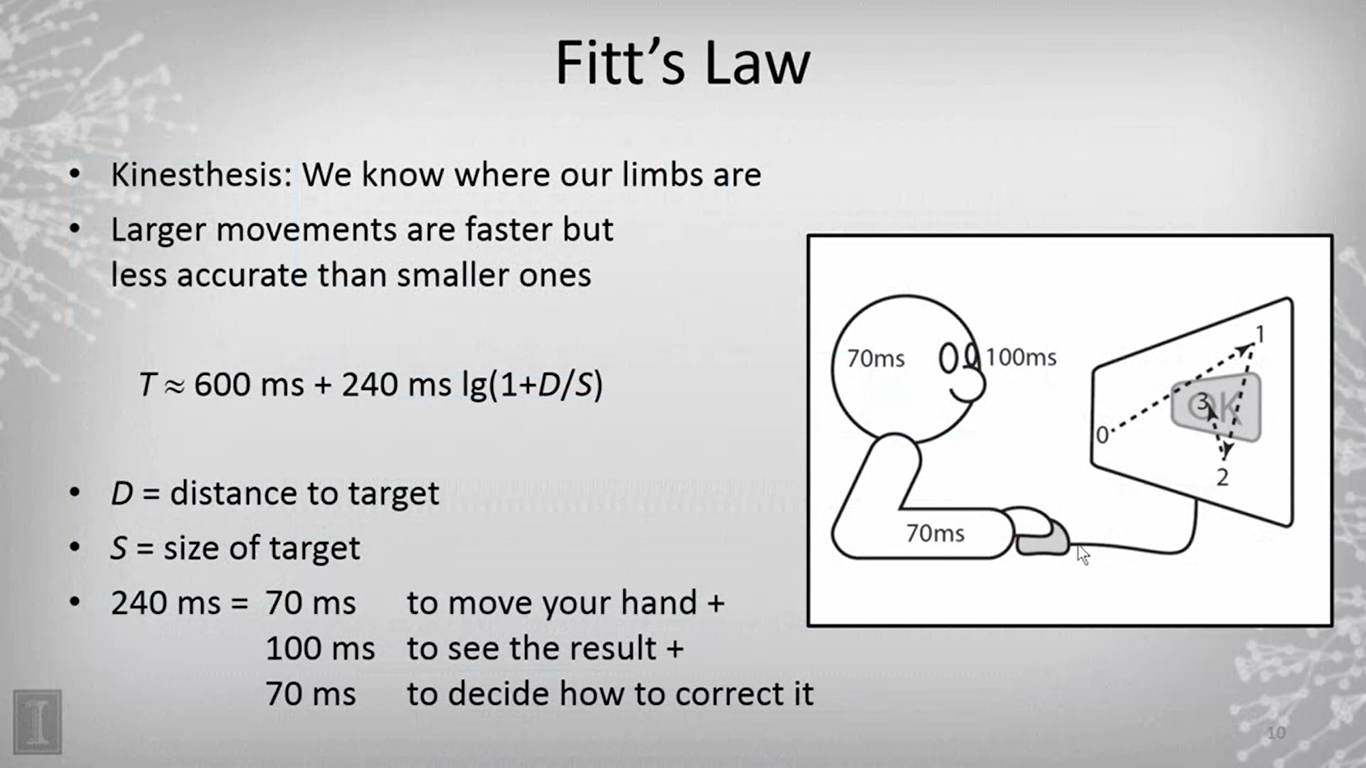 Fitt's Law
• Kinesthesis: We know where our limbs are
• Larger movements are faster but
less accurate than smaller ones
T ≈ 600 ms + 240 ms lg(1+D/S)
• D = distance to target
• S = size of target
• 240 ms = 70 ms to move your hand +
100 ms to see the result +
70 ms to decide how to correct it
70ms
100ms
70ms
0
1
OK
3
2
I
10